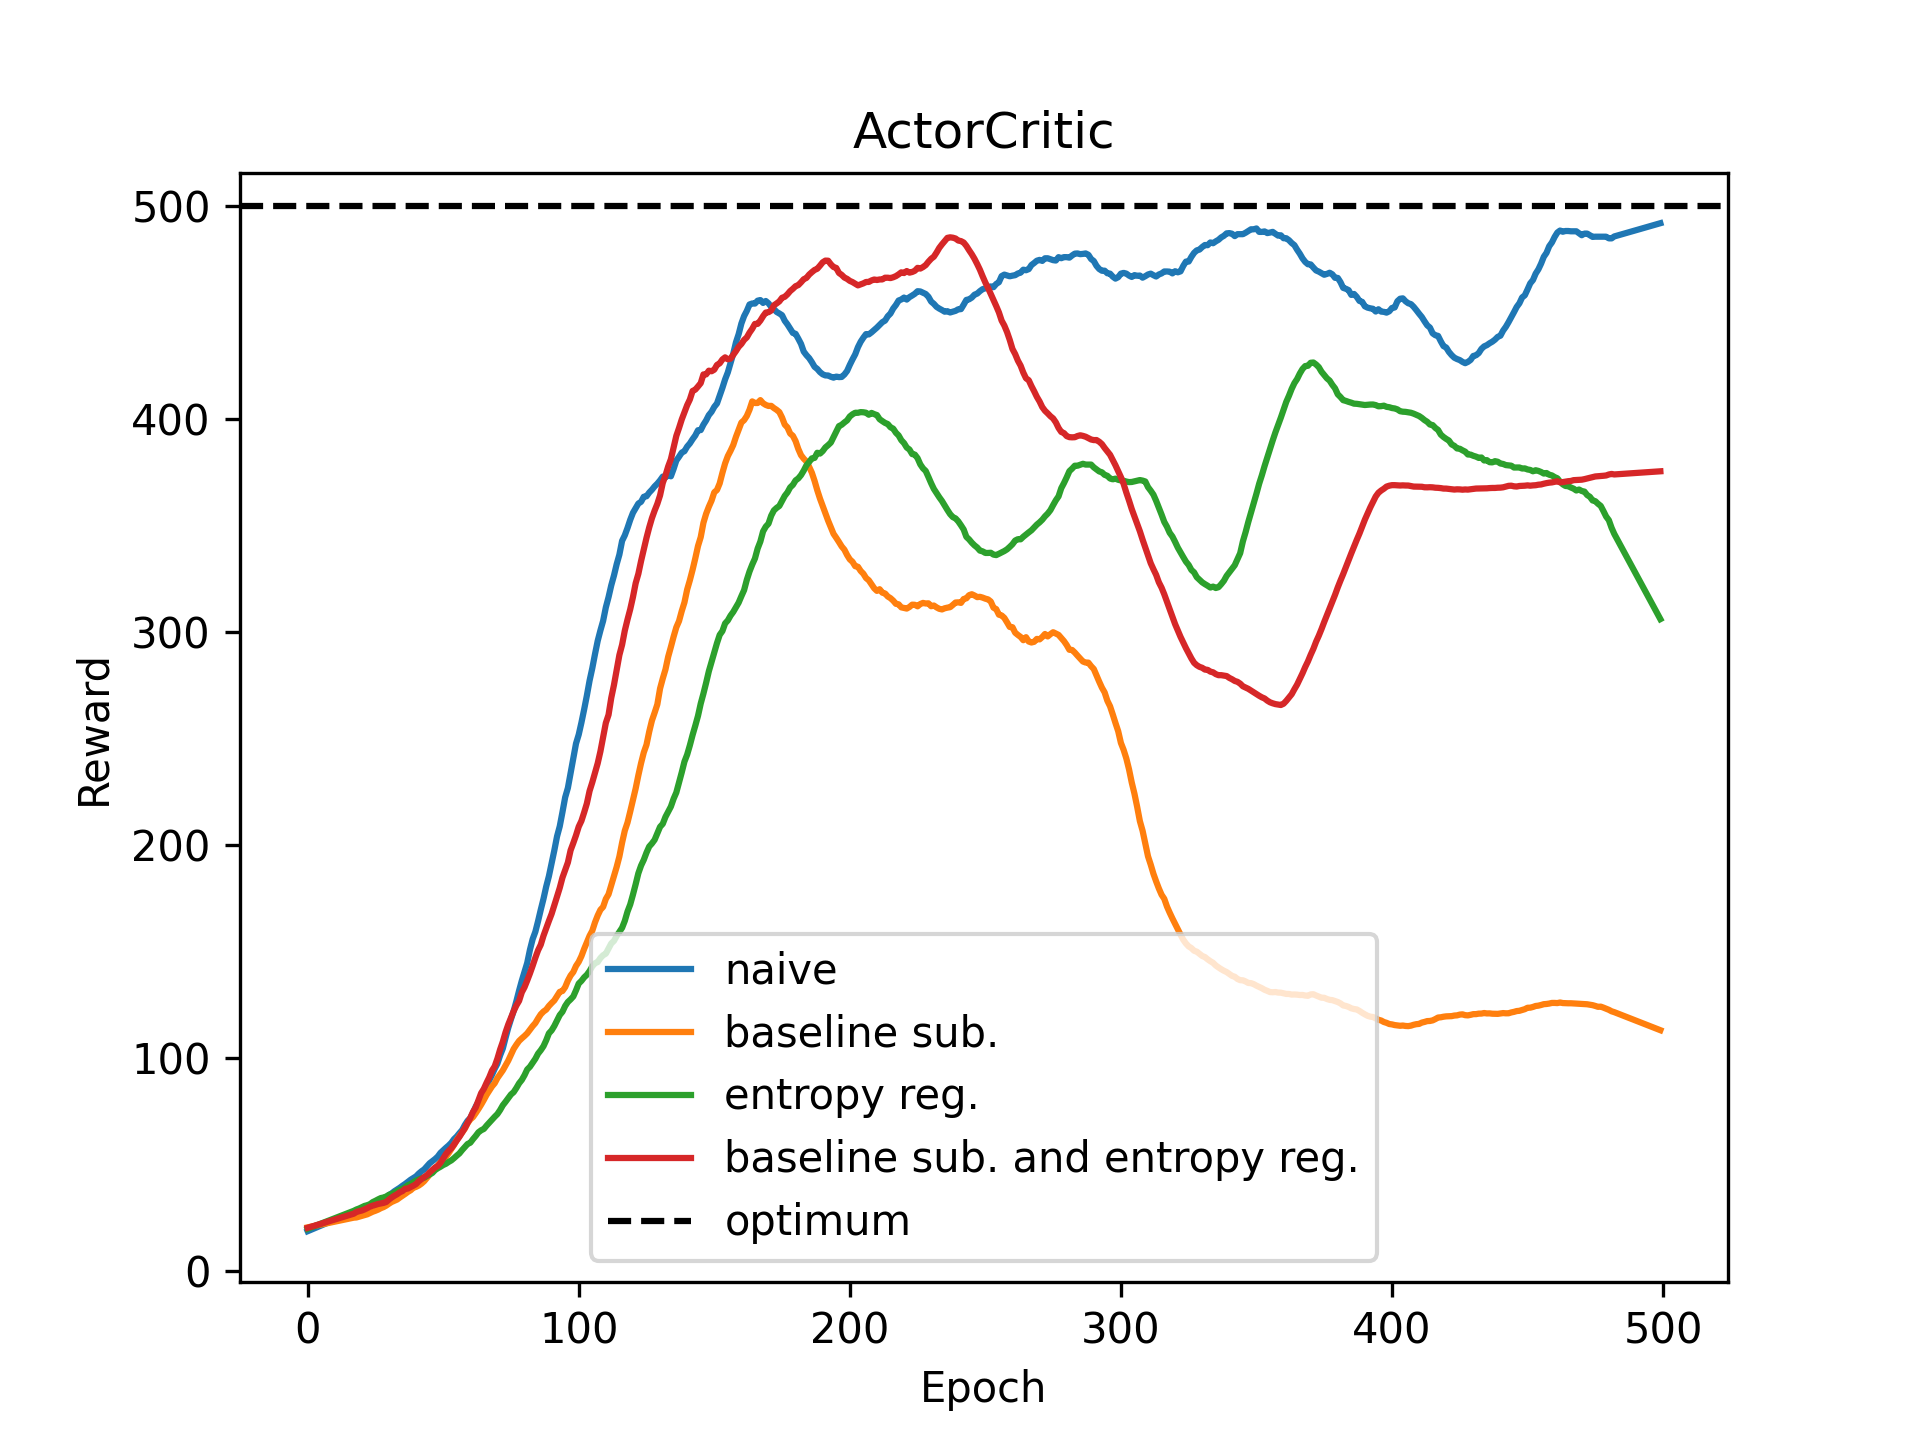 ActorCritic
500
400
300
200
100
0
Reward
naive
baseline sub.
entropy reg.
baseline sub. and entropy reg.
optimum
0 100 200 300 400 500
Epoch